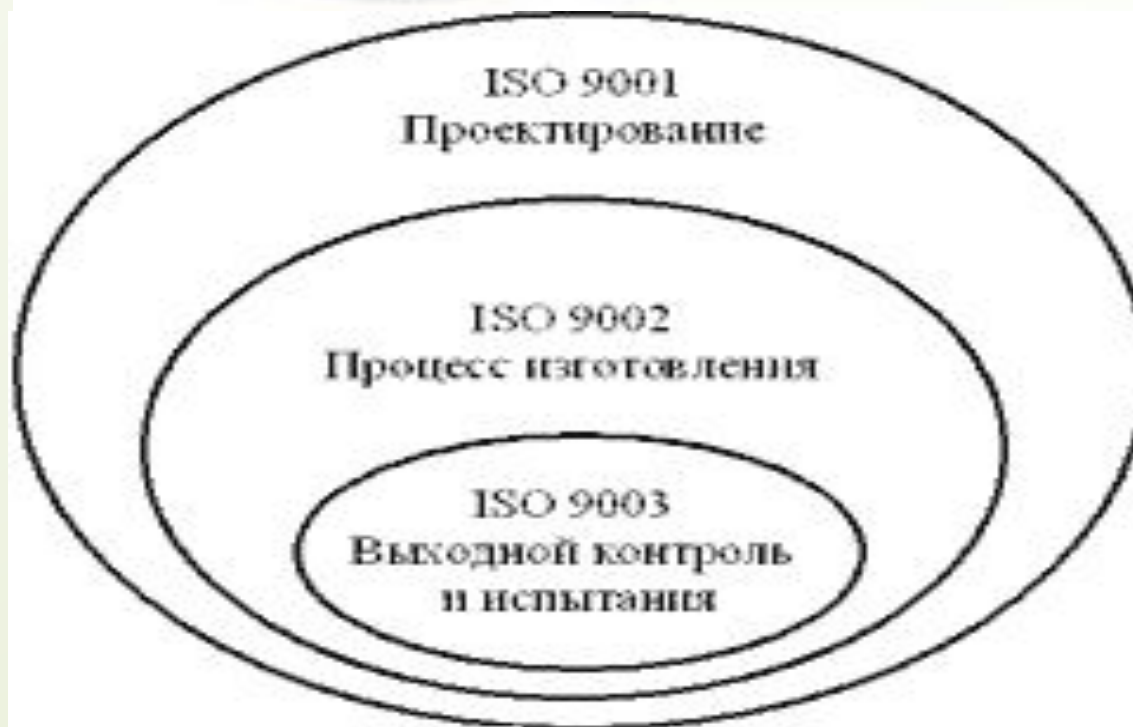 ISO 9001
Проектирование
ISO 9002
Процесс изготовления
ISO 9003
Выходной контроль
и испытания